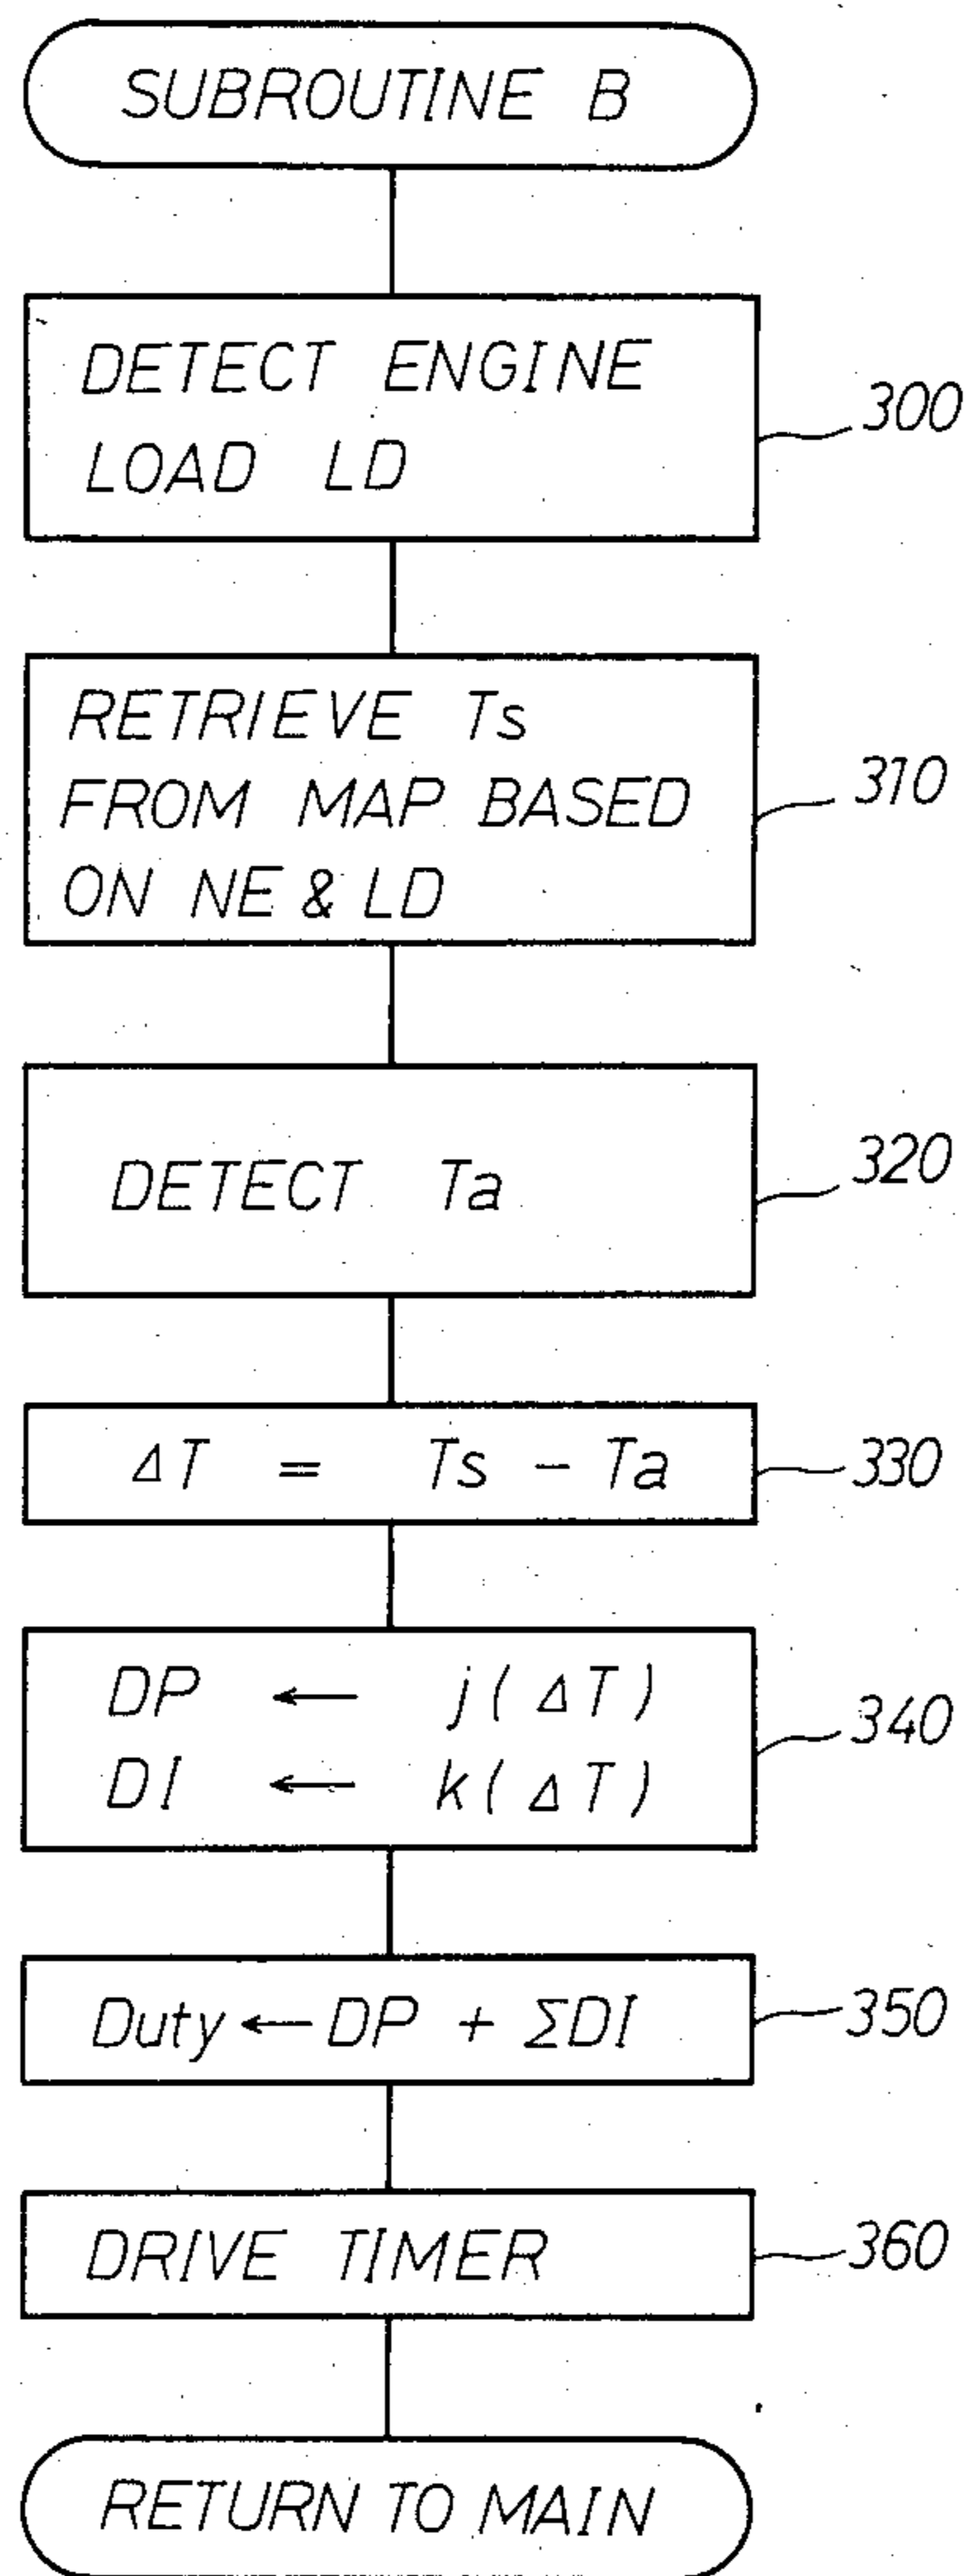 SUBROUTINE B
DETECT ENGINE
LOAD LD
300
RETRIEVE Ts
FROM MAP BASED
ON NE & LD
310
DETECT Ta
320
ΔT = Ts - Ta
330
DP ← j(ΔT)
DI ← k(ΔT)
340
Duty ← DP + ΣDI
350
DRIVE TIMER
360
RETURN TO MAIN